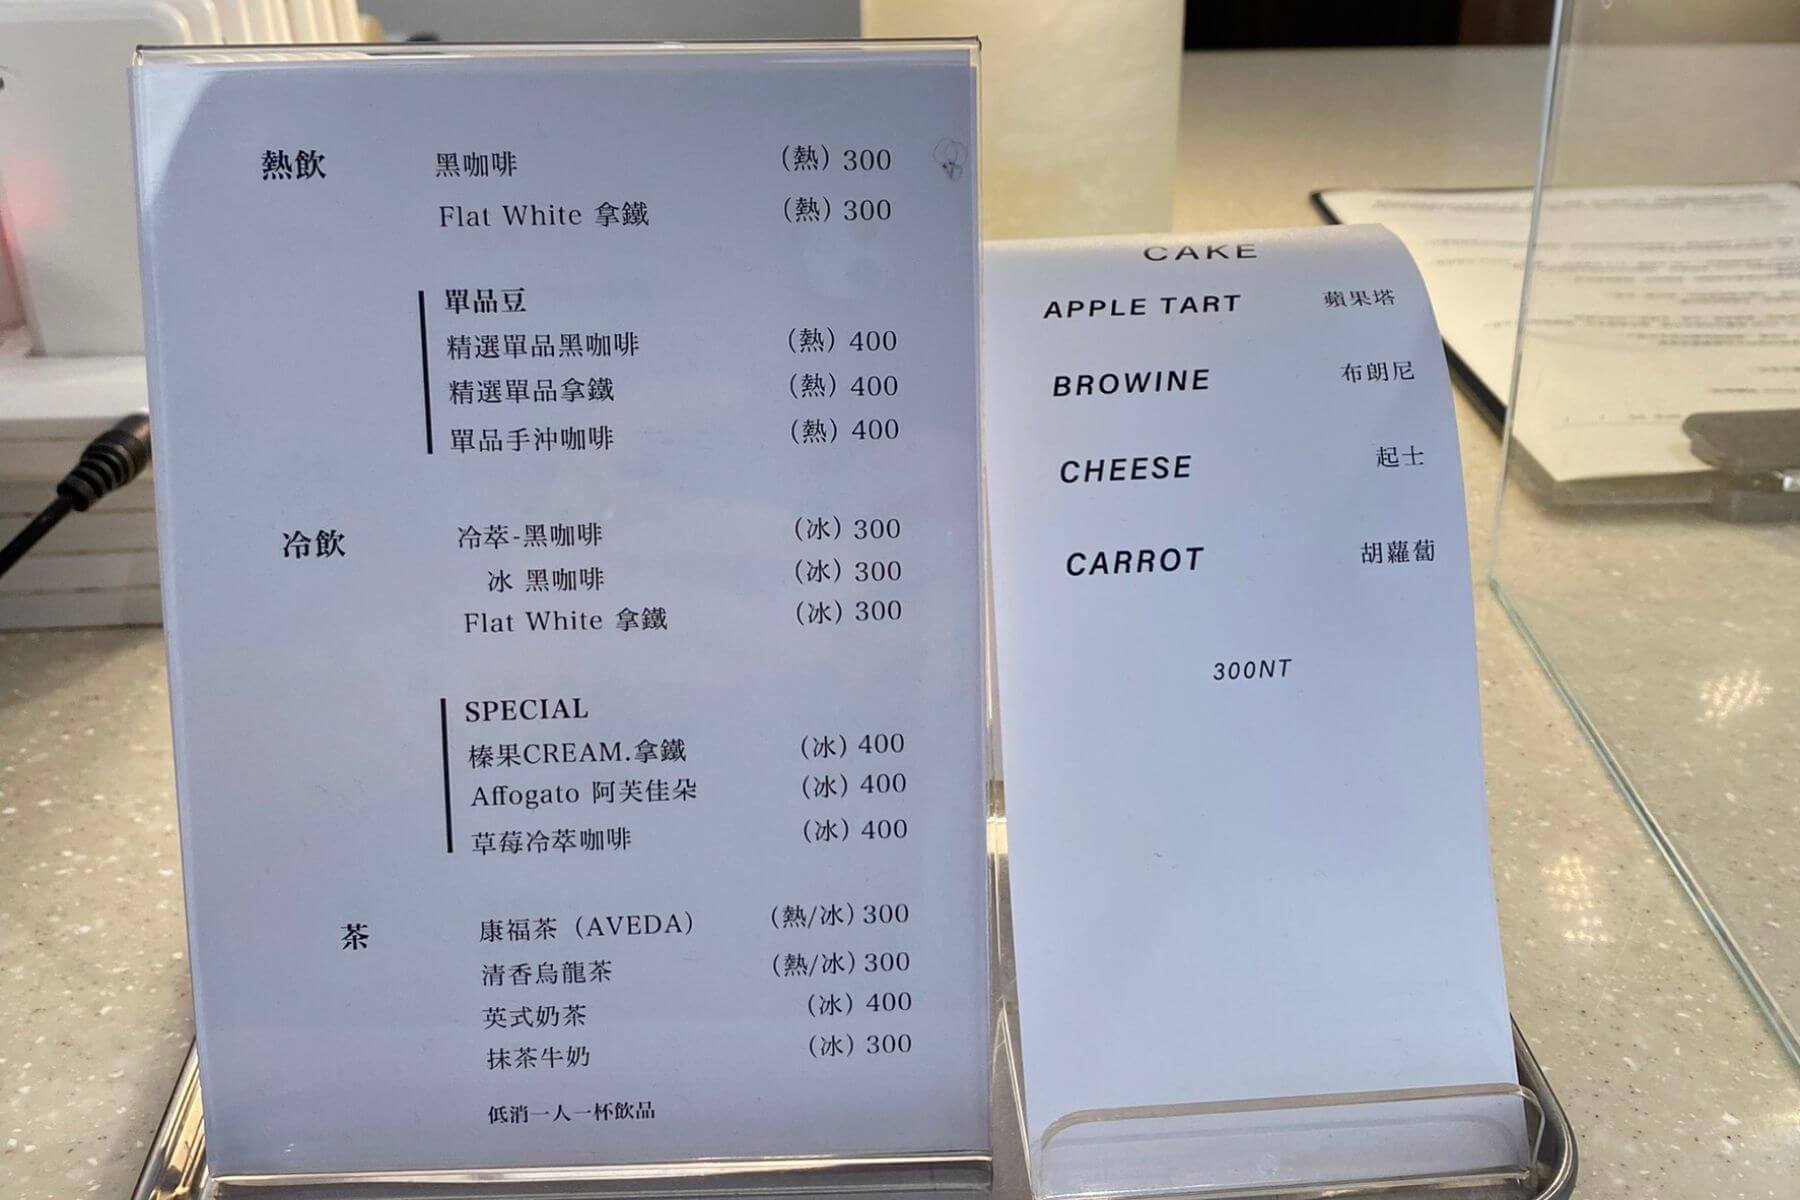 熱飲 黑咖啡 (熱) 300
Flat White 拿鐵 (熱) 300
單品豆
精選單品黑咖啡 (熱) 400
精選單品拿鐵 (熱) 400
單品手沖咖啡 (熱) 400
冷飲 冷萃-黑咖啡 (冰) 300
冰 黑咖啡 (冰) 300
Flat White 拿鐵 (冰) 300
SPECIAL
榛果CREAM.拿鐵 (冰) 400
Affogato 阿芙佳朵 (冰) 400
草莓冷萃咖啡 (冰) 400
茶 康福茶 (AVEDA) (熱/冰) 300
清香烏龍茶 (熱/冰) 300
英式奶茶 (冰) 400
抹茶牛奶 (冰) 300
低消一人一杯飲品
CAKE
APPLE TART 蘋果塔
BROWINE 布朗尼
CHEESE 起士
CARROT 胡蘿蔔
300NT